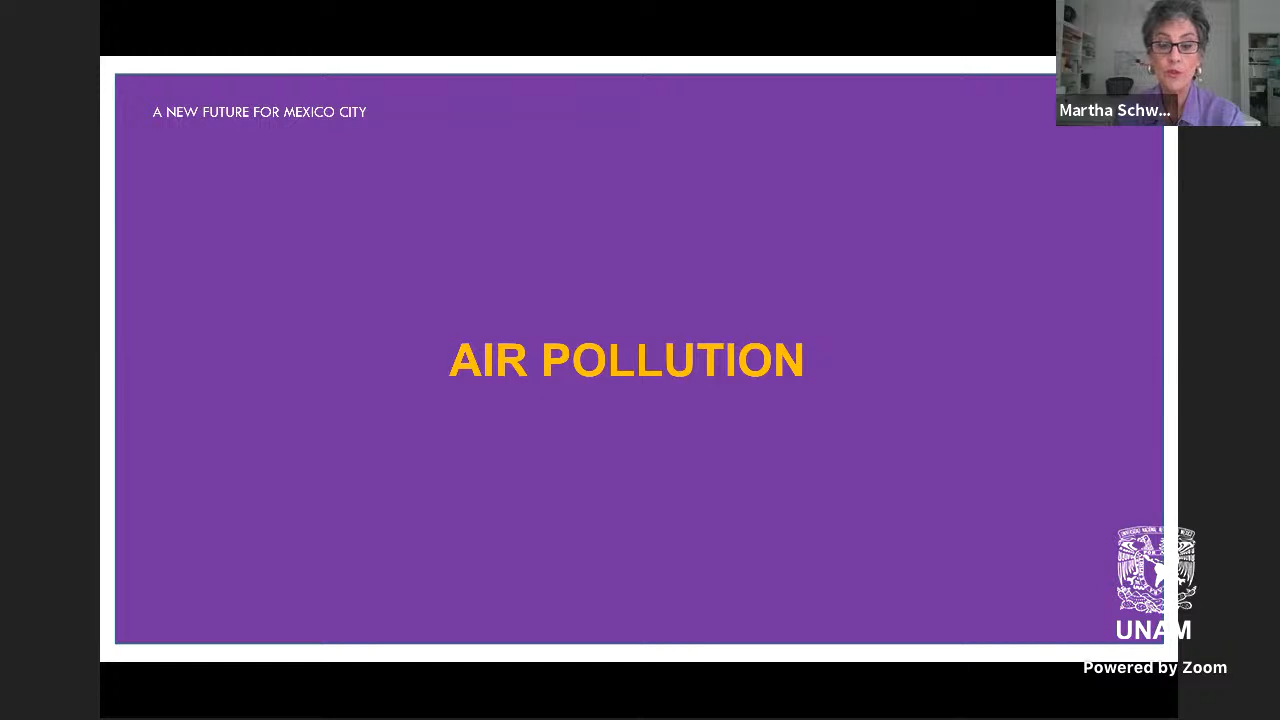 A NEW FUTURE FOR MEXICO CITY
Martha Schw...
AIR POLLUTION
UNAM
Powered by Zoom